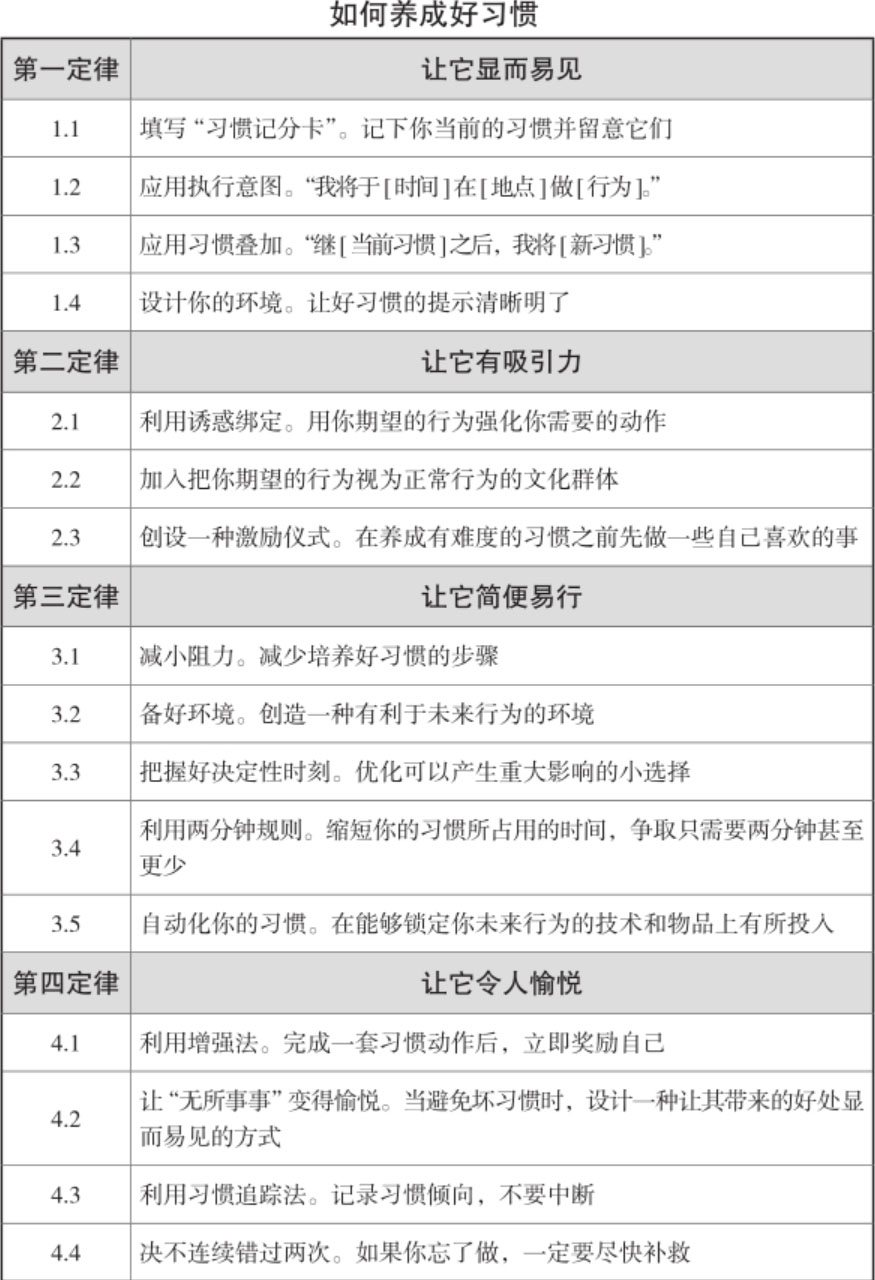 如何养成好习惯
第一定律 让它显而易见
1.1 填写“习惯记分卡”。记下你当前的习惯并留意它们
1.2 应用执行意图。“我将于[时间]在[地点]做[行为]。”
1.3 应用习惯叠加。“继[当前习惯]之后，我将[新习惯]。”
1.4 设计你的环境。让好习惯的提示清晰明了
第二定律 让它有吸引力
2.1 利用诱惑绑定。用你期望的行为强化你需要的动作
2.2 加入把你期望的行为视为正常行为的文化群体
2.3 创设一种激励仪式。在养成有难度的习惯之前先做一些自己喜欢的事
第三定律 让它简便易行
3.1 减小阻力。减少培养好习惯的步骤
3.2 备好环境。创造一种有利于未来行为的环境
3.3 把握好决定性时刻。优化可以产生重大影响的小选择
3.4 利用两分钟规则。缩短你的习惯所占用的时间，争取只需要两分钟甚至
更少
3.5 自动化你的习惯。在能够锁定你未来行为的技术和物品上有所投入
第四定律 让它令人愉悦
4.1 利用增强法。完成一套习惯动作后，立即奖励自己
4.2 让“无所事事”变得愉悦。当避免坏习惯时，设计一种让其带来的好处显
而易见的方式
4.3 利用习惯追踪法。记录习惯倾向，不要中断
4.4 决不连续错过两次。如果你忘了做，一定要尽快补救